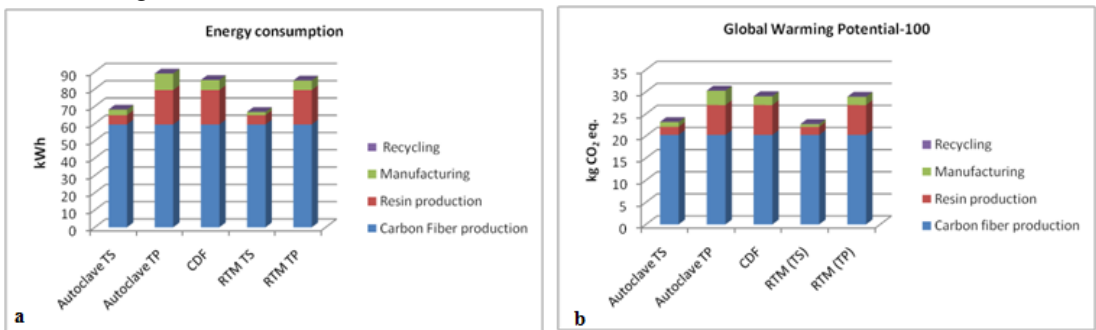 Energy consumption
90
80
70
60
50
40
30
20
10
0
kWh
Autoclave TS
Autoclave TP
CDF
RTM TS
RTM TP
Recycling
Manufacturing
Resin production
Carbon Fiber production
a
Global Warming Potential-100
35
30
25
20
15
10
5
0
kg CO₂ eq.
Autoclave TS
Autoclave TP
CDF
RTM (TS)
RTM (TP)
Recycling
Manufacturing
Resin production
Carbon fiber production
b